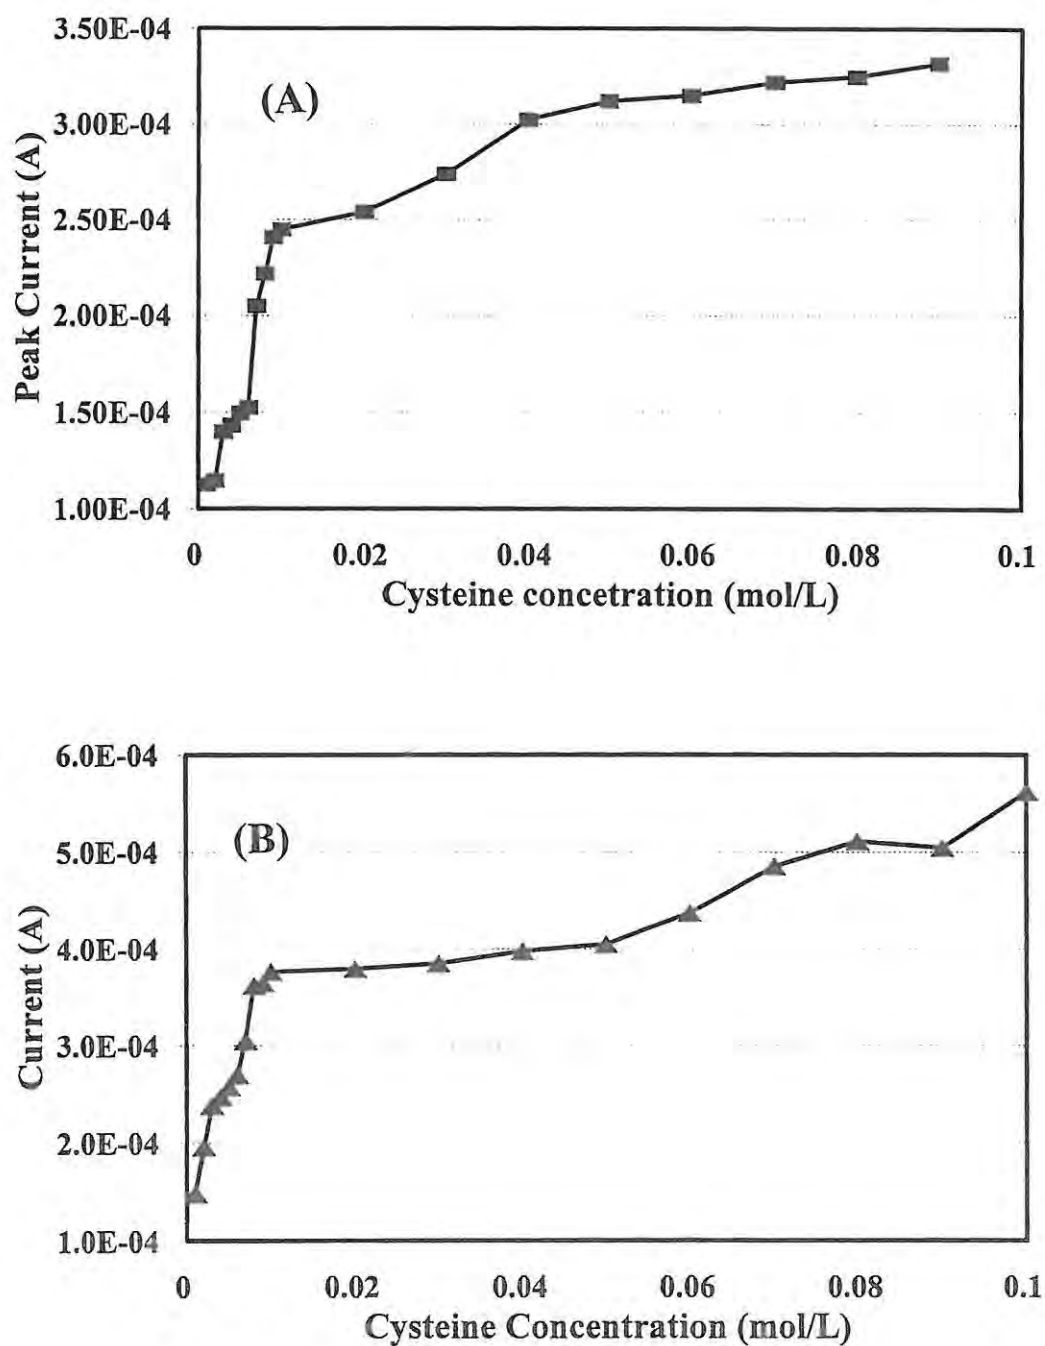 3.50E-04
(A)
3.00E-04
2.50E-04
2.00E-04
1.50E-04
1.00E-04
Peak Current (A)
0 0.02 0.04 0.06 0.08 0.1
Cysteine concetration (mol/L)
6.0E-04
(B)
5.0E-04
4.0E-04
3.0E-04
2.0E-04
1.0E-04
Current (A)
0 0.02 0.04 0.06 0.08 0.1
Cysteine Concentration (mol/L)